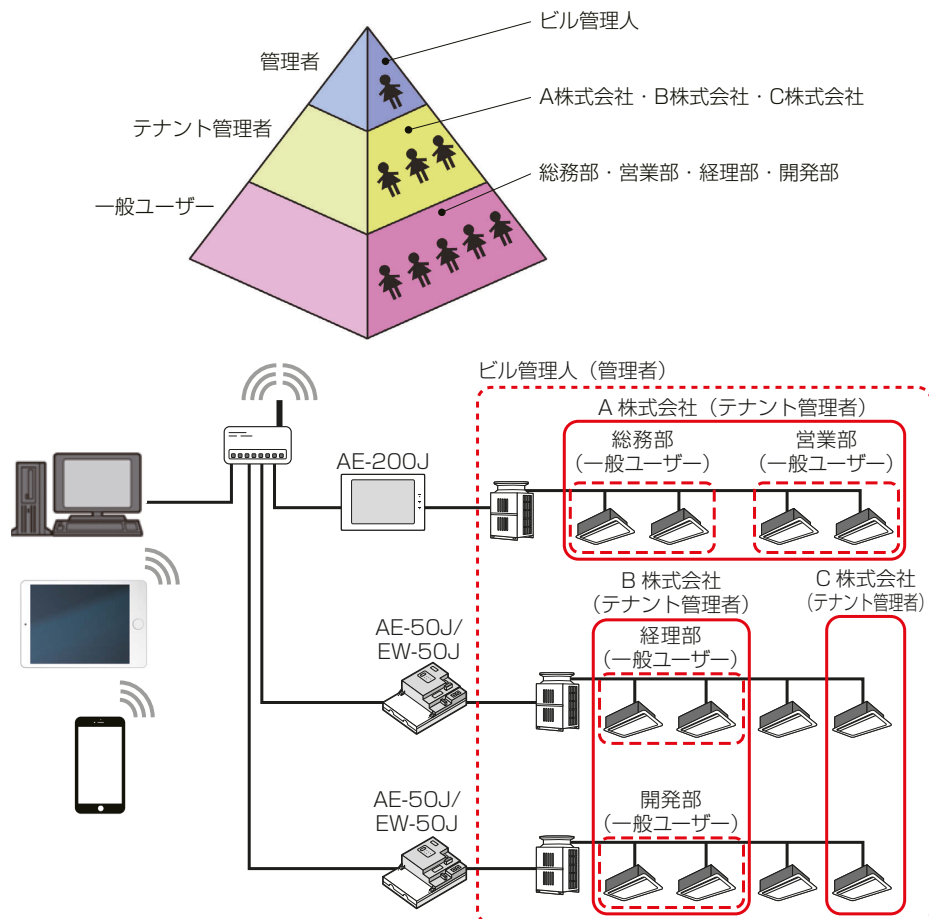 ビル管理人
管理者
A株式会社・B株式会社・C株式会社
テナント管理者
総務部・営業部・経理部・開発部
一般ユーザー
ビル管理人（管理者）
A 株式会社（テナント管理者）
総務部
（一般ユーザー）
営業部
（一般ユーザー）
AE-200J
B 株式会社
（テナント管理者）
C 株式会社
（テナント管理者）
AE-50J/
EW-50J
経理部
（一般ユーザー）
AE-50J/
EW-50J
開発部
（一般ユーザー）